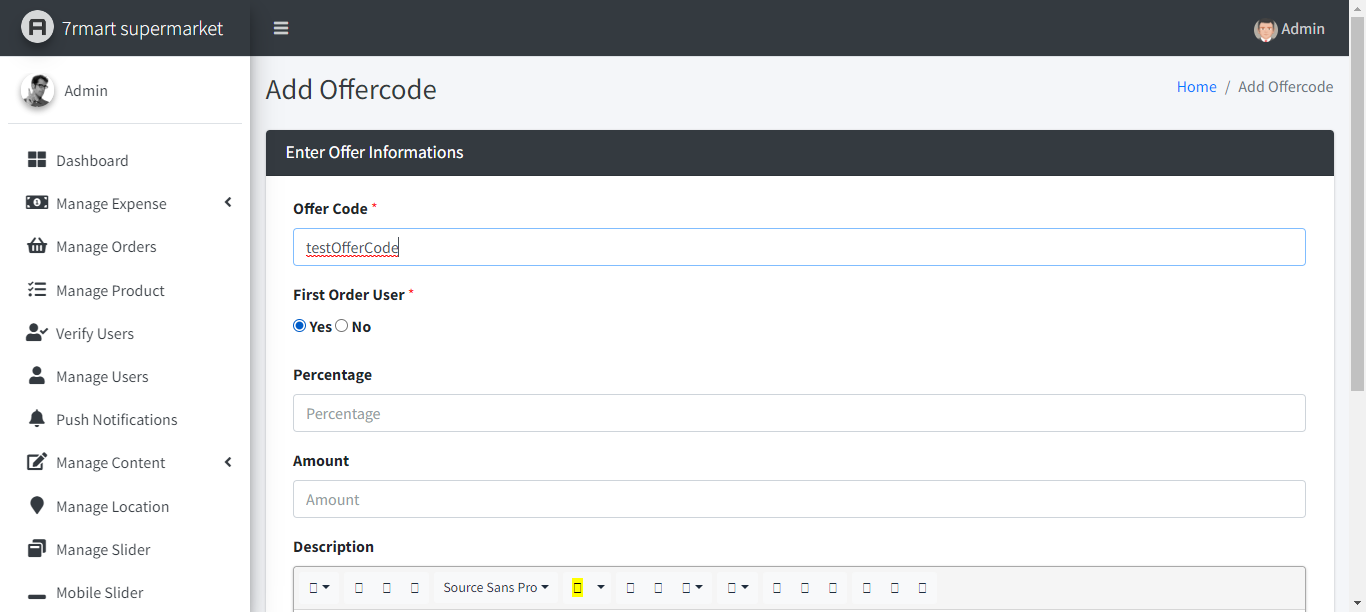 7rmart supermarket
Admin
Admin
Dashboard
Manage Expense
Manage Orders
Manage Product
Verify Users
Manage Users
Push Notifications
Manage Content
Manage Location
Manage Slider
Mobile Slider
Add Offercode
Home / Add Offercode
Enter Offer Informations
Offer Code *
testOfferCode
First Order User *
Yes No
Percentage
Percentage
Amount
Amount
Description
Source Sans Pro